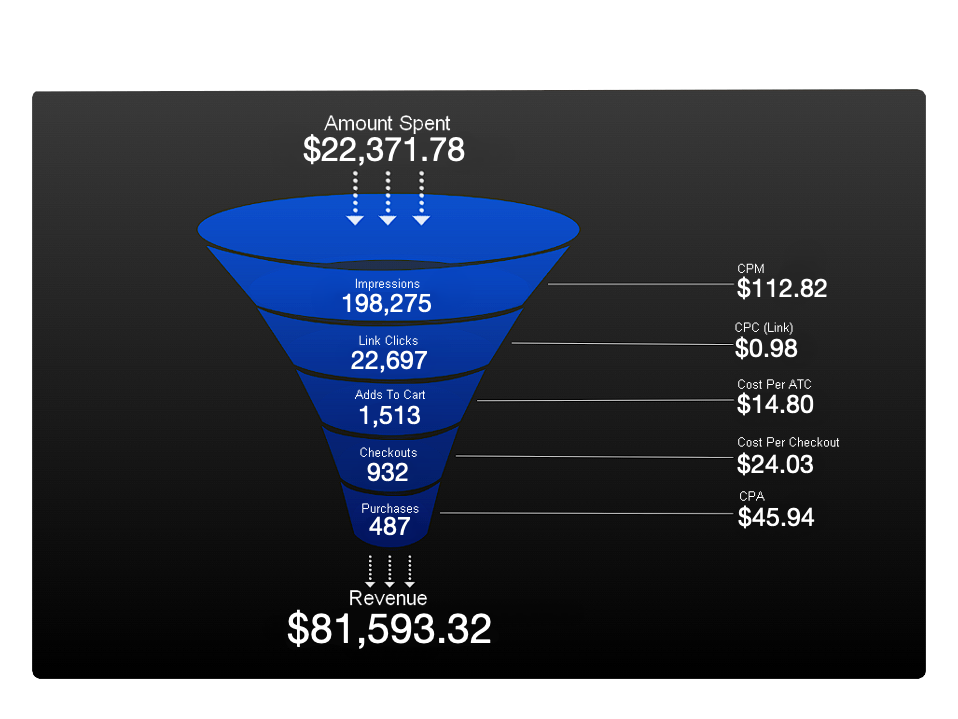 Amount Spent
$22,371.78
Impressions
198,275
CPM
$112.82
Link Clicks
22,697
CPC (Link)
$0.98
Adds To Cart
1,513
Cost Per ATC
$14.80
Checkouts
932
Cost Per Checkout
$24.03
Purchases
487
CPA
$45.94
Revenue
$81,593.32